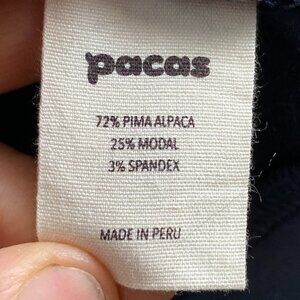 pacas
72% PIMA ALPACA
25% MODAL
3% SPANDEX
MADE IN PERU